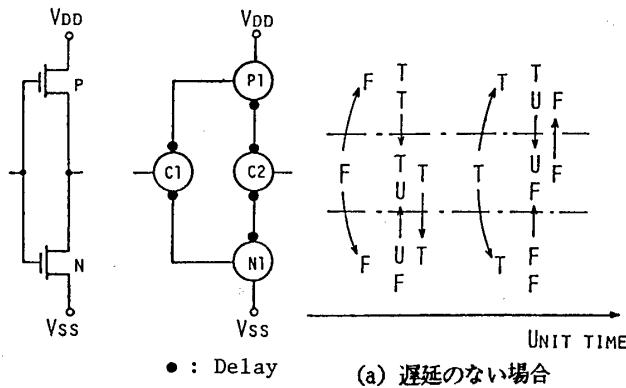 VDD
P
N
VSS
VDD
P1
C1
C2
N1
VSS
● : Delay
F
F
F
T
T
T
U
U
F
T
T
T
T
T
T
U
U
F
F
F
F
F
UNIT TIME
(a) 遅延のない場合